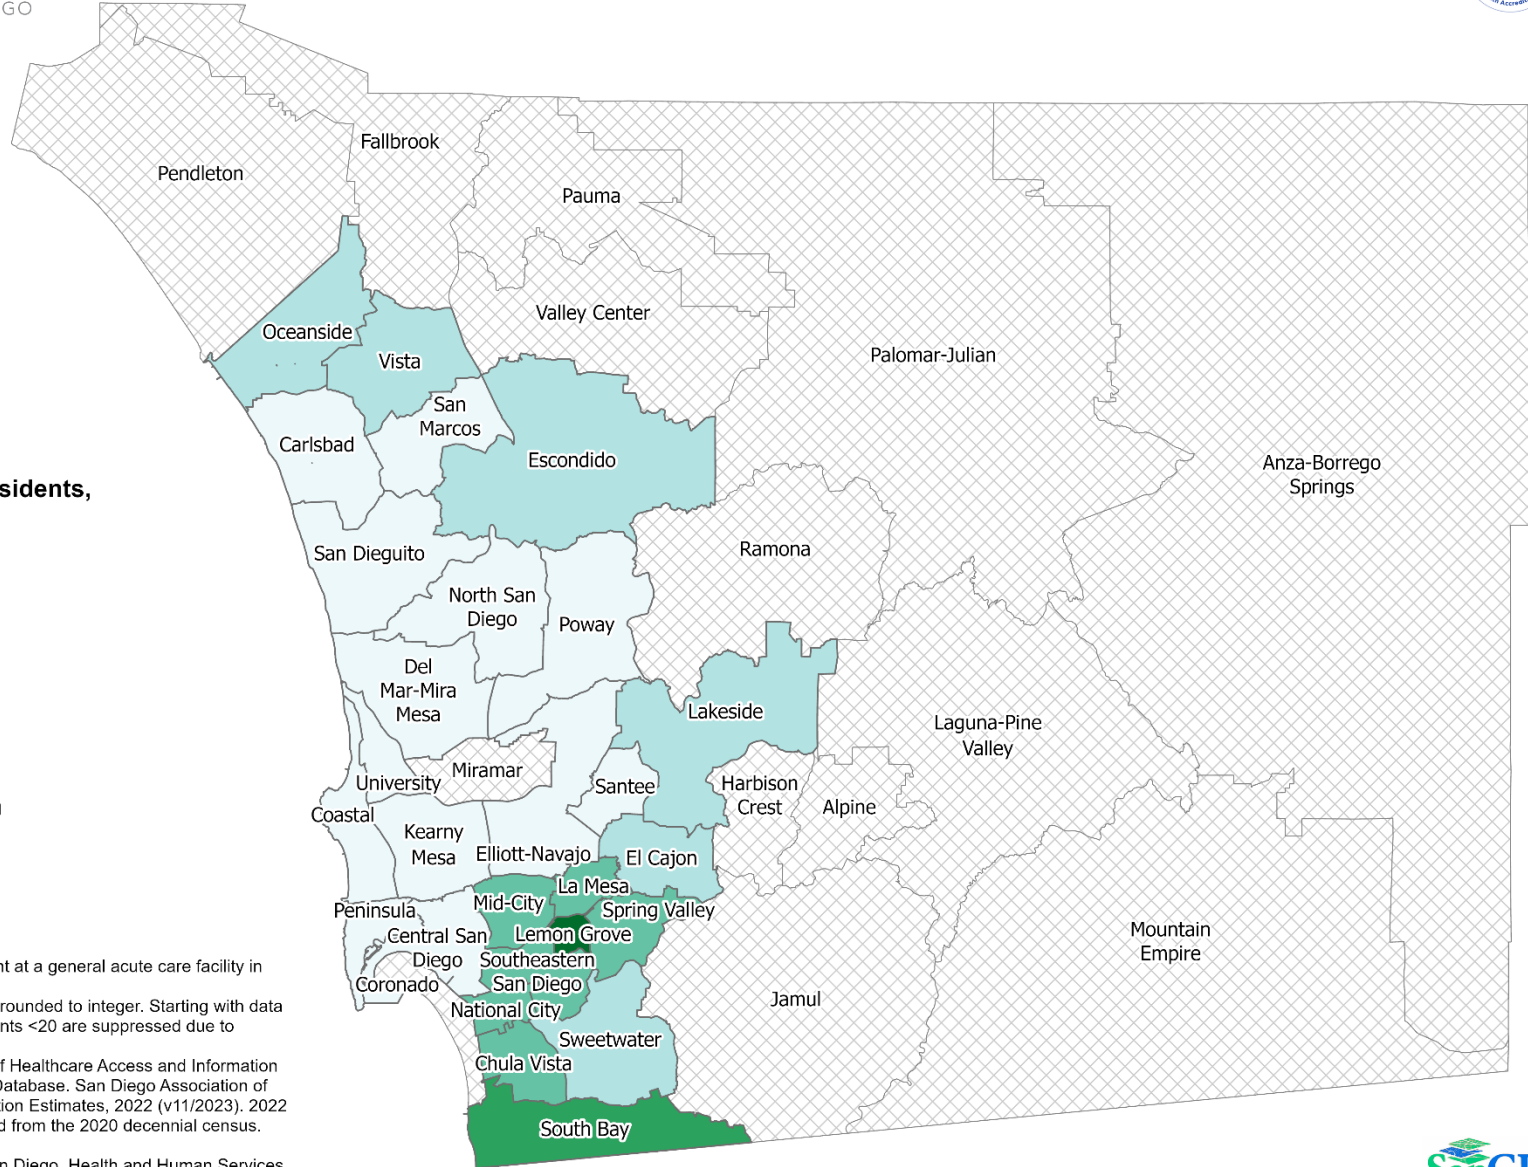 GO
Accredi
Fallbrook
Pendleton
Pauma
Valley Center
Oceanside
Vista
Palomar-Julian
San
Marcos
Carlsbad
Escondido
Anza-Borrego
Springs
sidents,
San Dieguito
Ramona
North San
Diego
Poway
Del
Mar-Mira
Mesa
Lakeside
Laguna-Pine
Valley
Miramar
University
Santee
Harbison
Crest
Alpine
Coastal
Kearny
Mesa
Elliott-Navajo
El Cajon
La Mesa
Mid-City
Spring Valley
Peninsula
Lemon Grove
Central San
Diego
Southeastern
San Diego
Mountain
Empire
Coronado
Jamul
National City
Sweetwater
Chula Vista
South Bay
nt at a general acute care facility in
rounded to integer. Starting with data
nts <20 are suppressed due to
f Healthcare Access and Information
Database. San Diego Association of
tion Estimates, 2022 (v11/2023). 2022
d from the 2020 decennial census.
n Diego, Health and Human Services